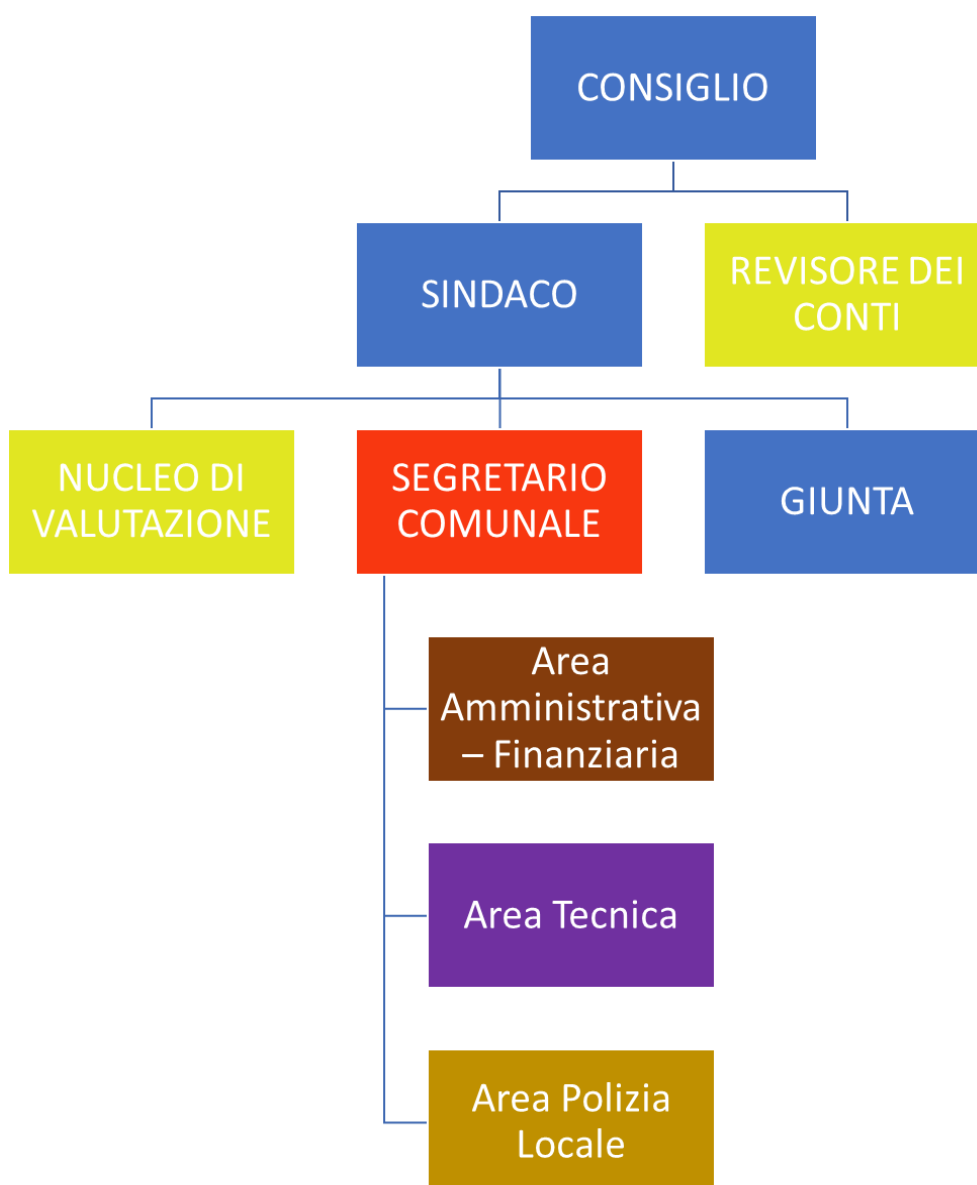 CONSIGLIO
SINDACO
REVISORE DEI
CONTI
NUCLEO DI
VALUTAZIONE
SEGRETARIO
COMUNALE
GIUNTA
Area
Amministrativa
– Finanziaria
Area Tecnica
Area Polizia
Locale